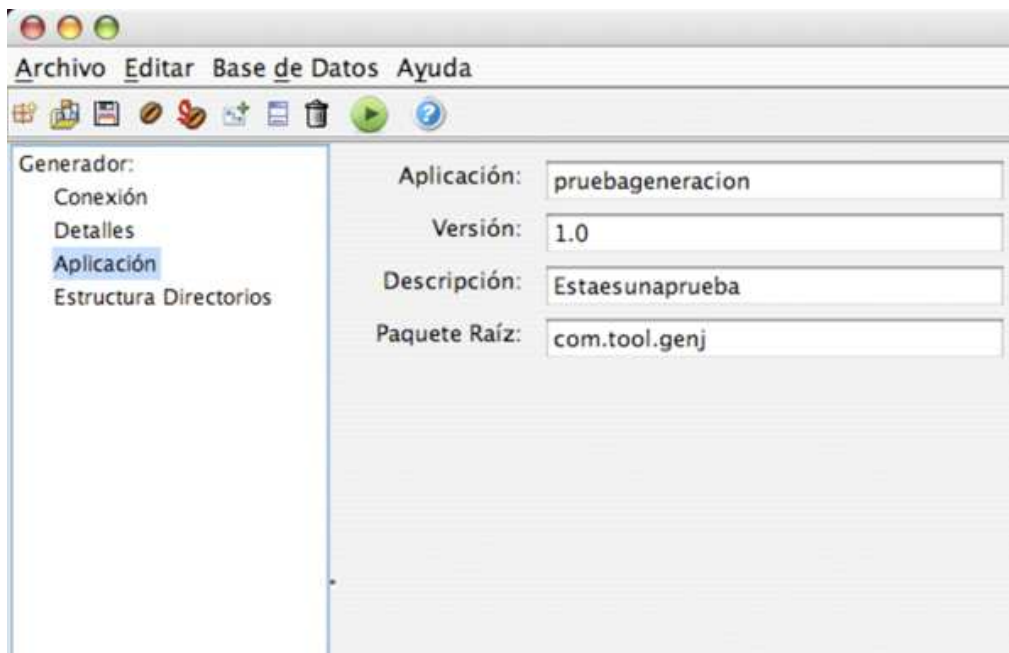 Archivo Editar Base de Datos Ayuda
Generador:
Conexión
Detalles
Aplicación
Estructura Directorios
Aplicación: pruebageneracion
Versión: 1.0
Descripción: Estaesunaprueba
Paquete Raíz: com.tool.genj